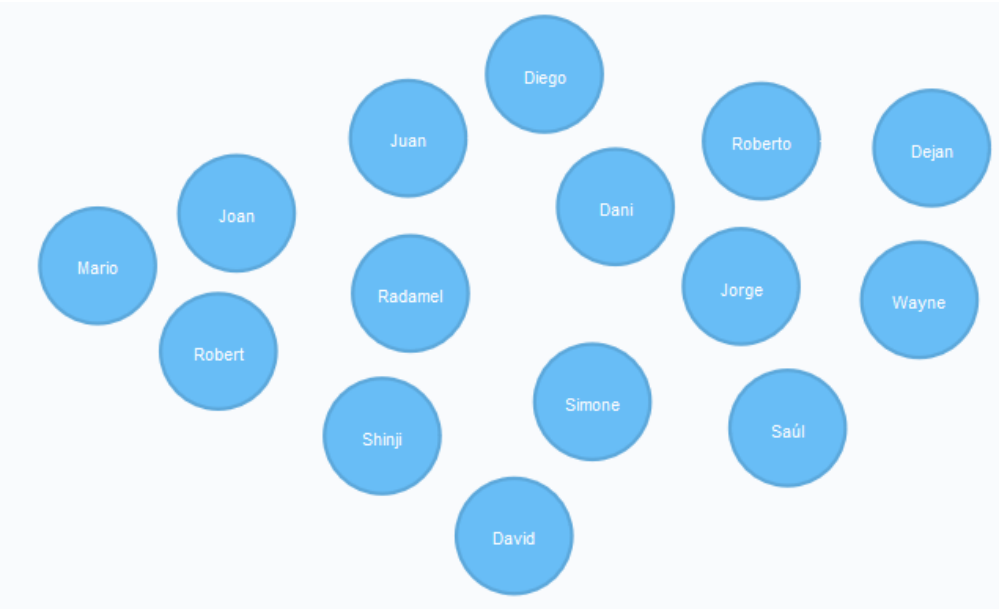 Diego
Juan
Roberto
Dejan
Dani
Joan
Mario
Jorge
Radamel
Wayne
Robert
Simone
Saúl
Shinji
David